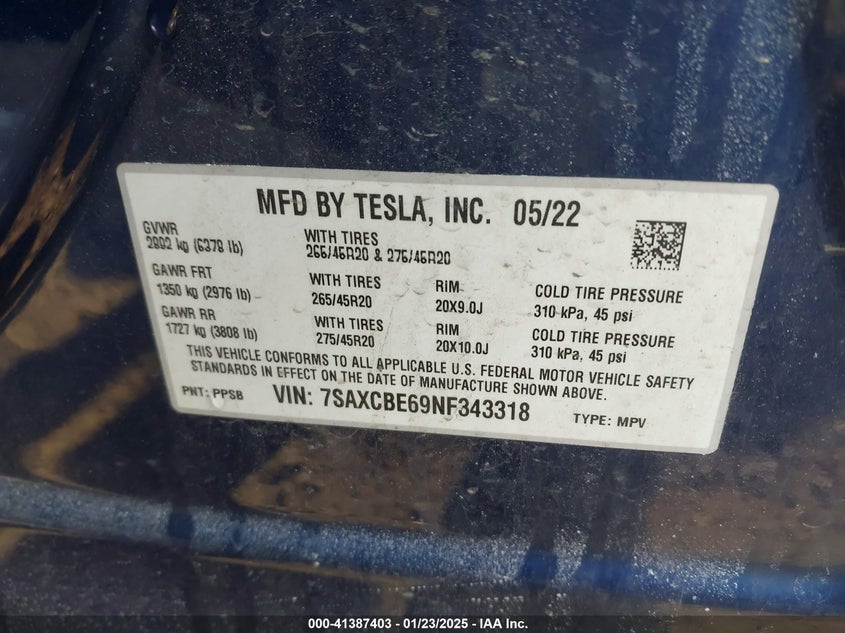 MFD BY TESLA, INC. 05/22
GVWR
2892 kg (6378 lb)
WITH TIRES
265/45R20 & 275/45R20
GAWR FRT
1350 kg (2976 lb)
WITH TIRES
265/45R20
RIM
20X9.0J
COLD TIRE PRESSURE
310 kPa, 45 psi
GAWR RR
1727 kg (3808 lb)
WITH TIRES
275/45R20
RIM
20X10.0J
COLD TIRE PRESSURE
310 kPa, 45 psi
THIS VEHICLE CONFORMS TO ALL APPLICABLE U.S. FEDERAL MOTOR VEHICLE SAFETY
STANDARDS IN EFFECT ON THE DATE OF MANUFACTURE SHOWN ABOVE.
PNT: PPSB VIN: 7SAXCBE69NF343318 TYPE: MPV
000-41387403 - 01/23/2025 - IAA Inc.